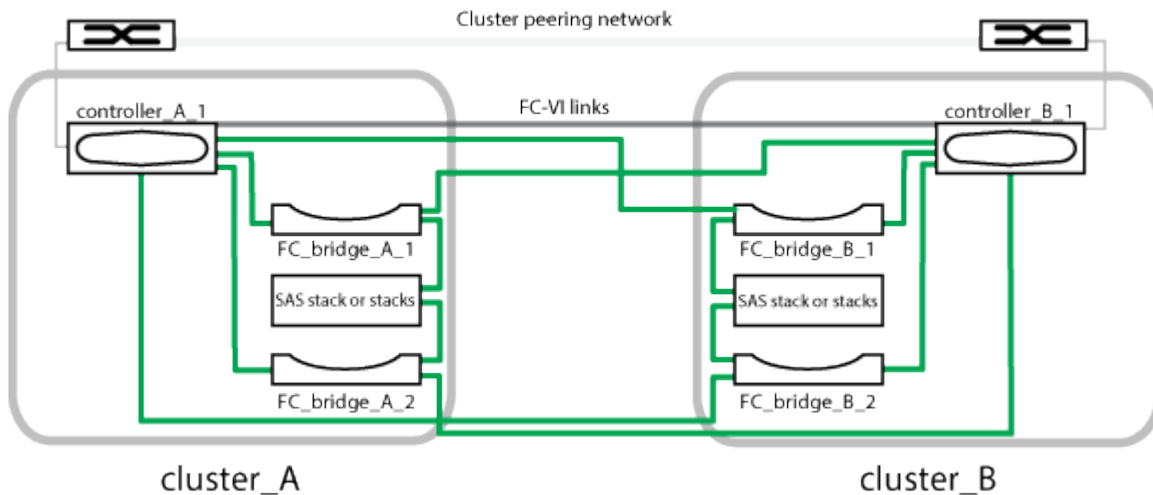 Cluster peering network
controller_A_1
FC-VI links
controller_B_1
FC_bridge_A_1
FC_bridge_B_1
SAS stack or stacks
SAS stack or stacks
FC_bridge_A_2
FC_bridge_B_2
cluster_A
cluster_B